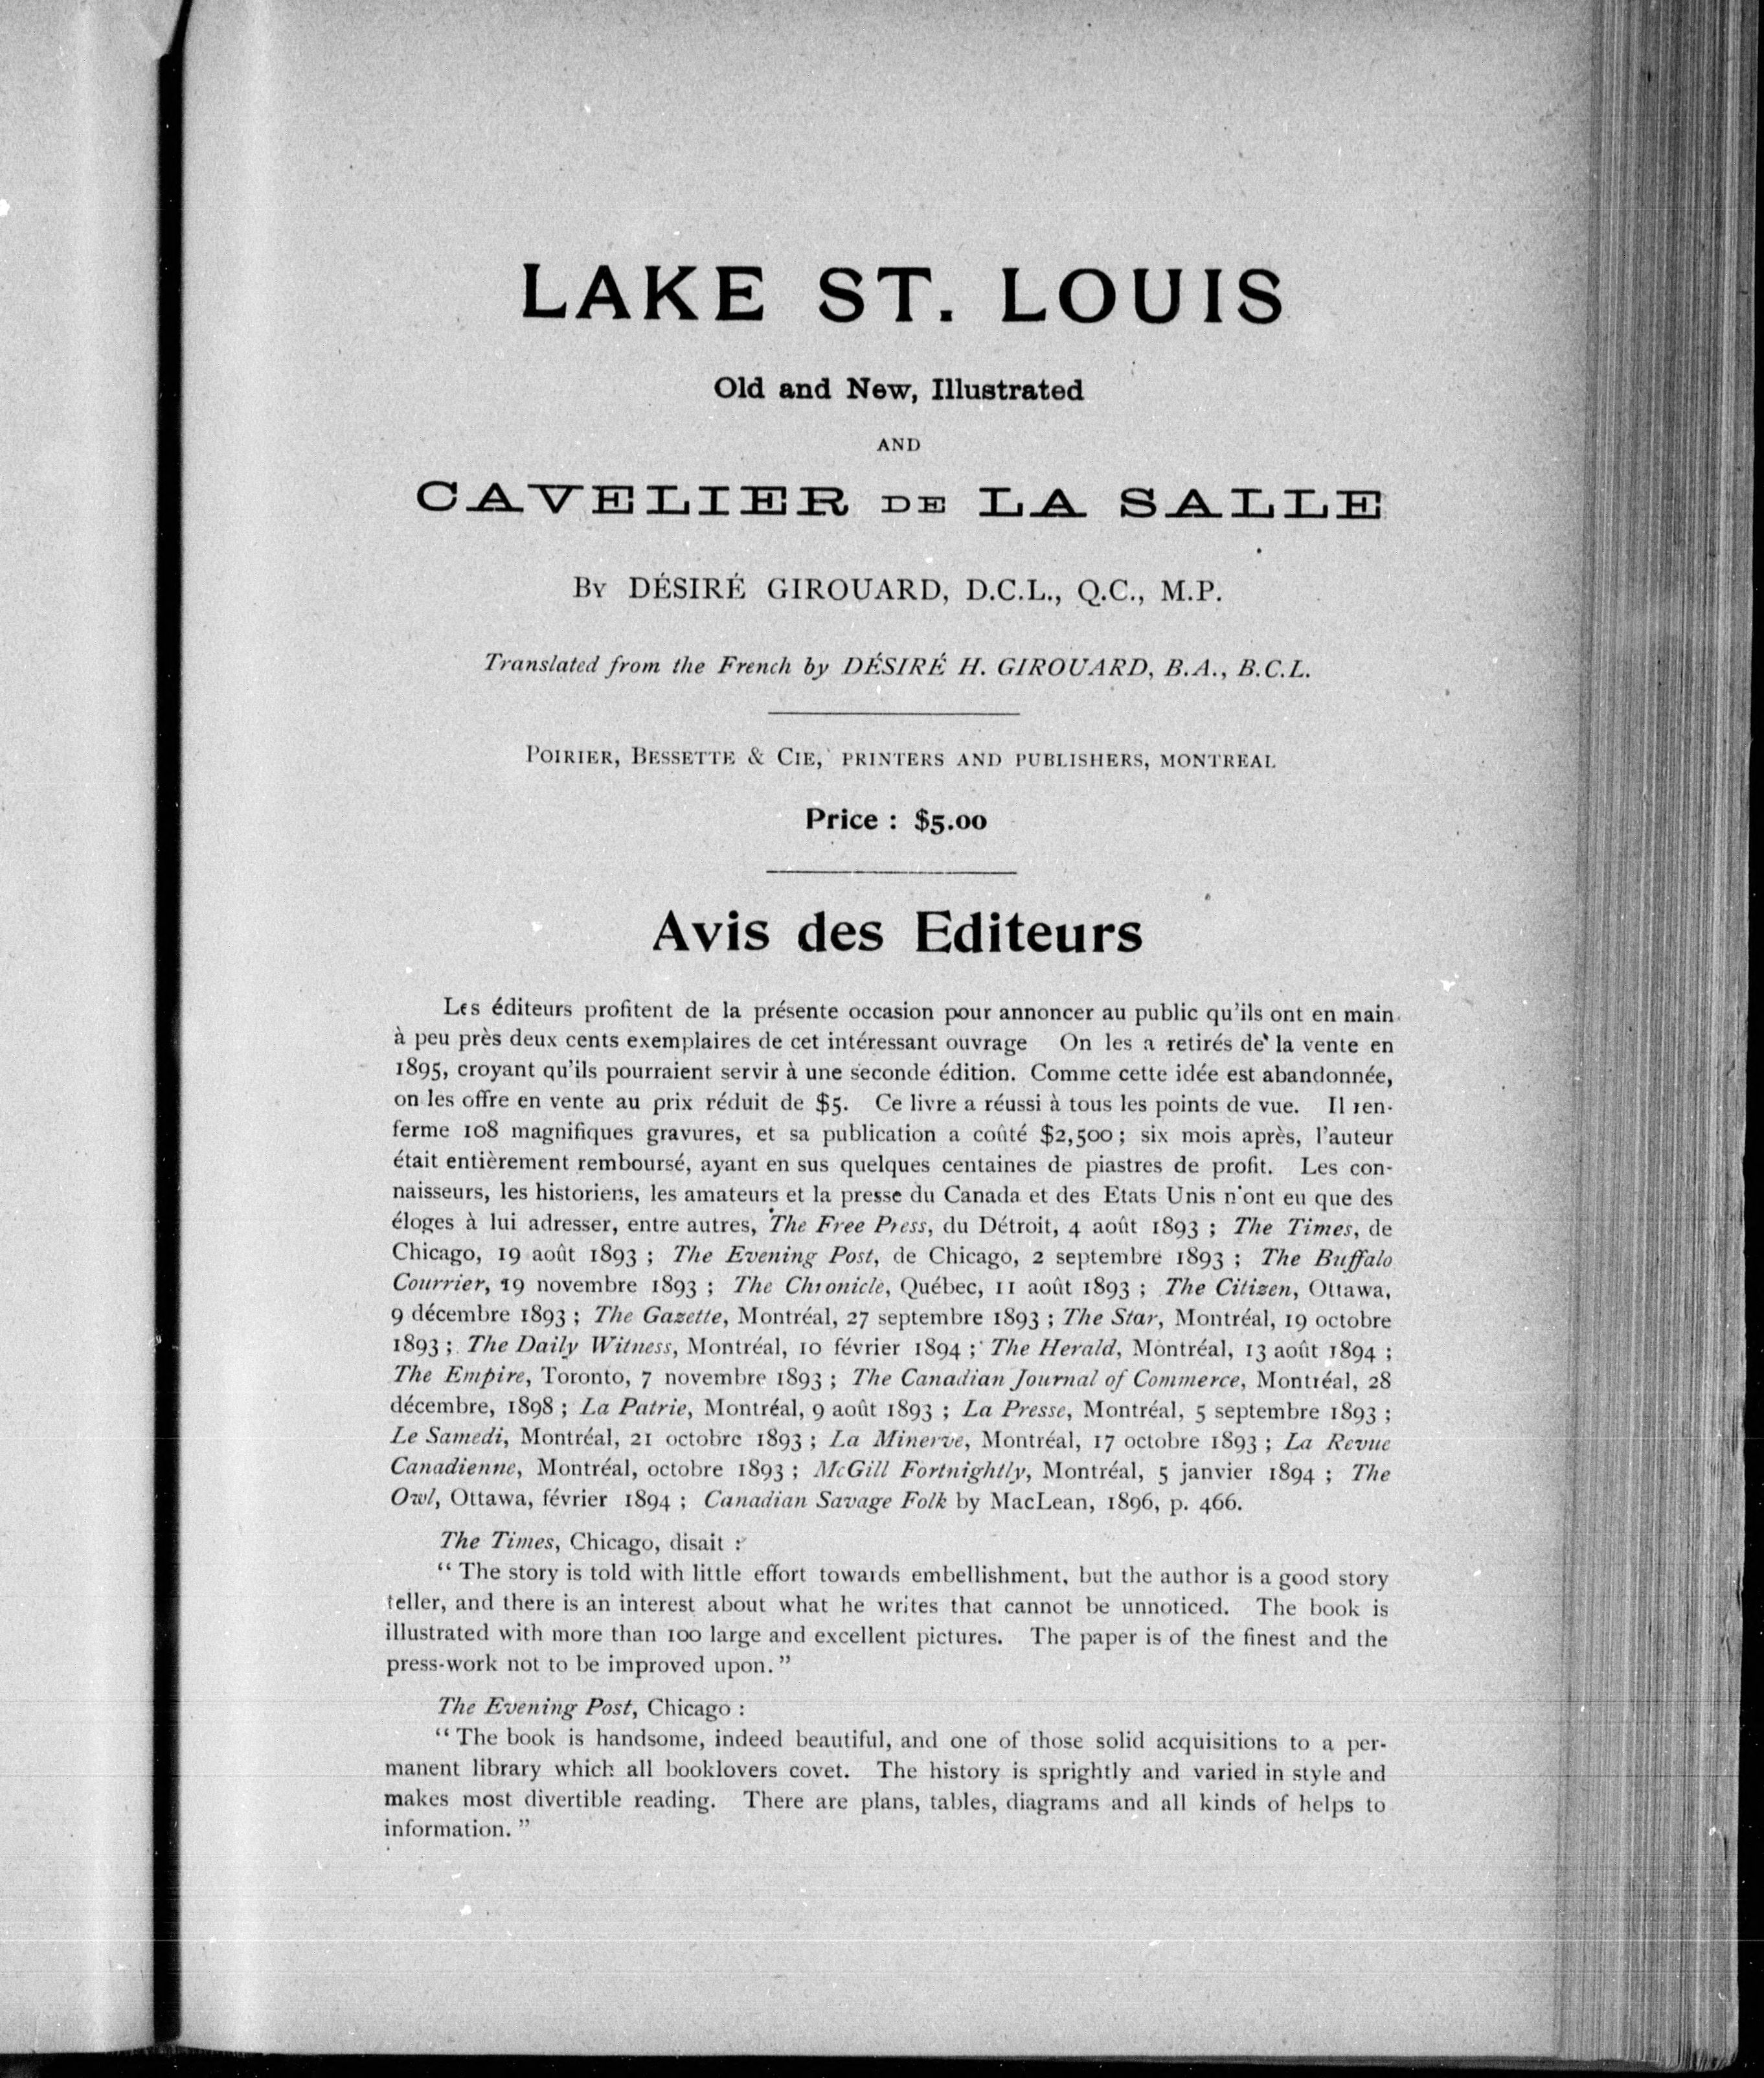 LAKE ST. LOUIS
Old and New, Illustrated
AND
CAVELIER DE LA SALLE
By DÉSIRÉ GIROUARD, D.C.L., Q.C., M.P.
Translated from the French by DÉSIRÉ H. GIROUARD, B.A., B.C.L.
Poirier, Bessette & Cie, printers and publishers, montreal
Price : $5.00
Avis des Editeurs
Les éditeurs profitent de la présente occasion pour annoncer au public qu'ils ont en main
à peu près deux cents exemplaires de cet intéressant ouvrage On les a retirés de la vente en
1895, croyant qu'ils pourraient servir à une seconde édition. Comme cette idée est abandonnée,
on les offre en vente au prix réduit de $5. Ce livre a réussi à tous les points de vue. Il ren-
ferme 108 magnifiques gravures, et sa publication a coûté $2,500 ; six mois après, l'auteur
était entièrement remboursé, ayant en sus quelques centaines de piastres de profit. Les con-
naisseurs, les historiens, les amateurs et la presse du Canada et des Etats Unis n'ont eu que des
éloges à lui adresser, entre autres, The Free Press, du Détroit, 4 août 1893 ; The Times, de
Chicago, 19 août 1893 ; The Evening Post, de Chicago, 2 septembre 1893 ; The Buffalo
Courrier, 19 novembre 1893 ; The Chronicle, Québec, 11 août 1893 ; The Citizen, Ottawa,
9 décembre 1893 ; The Gazette, Montréal, 27 septembre 1893 ; The Star, Montréal, 19 octobre
1893 ; The Daily Witness, Montréal, 10 février 1894 ; The Herald, Montréal, 13 août 1894 ;
The Empire, Toronto, 7 novembre 1893 ; The Canadian Journal of Commerce, Montréal, 28
décembre, 1898 ; La Patrie, Montréal, 9 août 1893 ; La Presse, Montréal, 5 septembre 1893 ;
Le Samedi, Montréal, 21 octobre 1893 ; La Minerve, Montréal, 17 octobre 1893 ; La Revue
Canadienne, Montréal, octobre 1893 ; McGill Fortnightly, Montréal, 5 janvier 1894 ; The
Owl, Ottawa, février 1894 ; Canadian Savage Folk by MacLean, 1896, p. 466.
The Times, Chicago, disait :
" The story is told with little effort towards embellishment, but the author is a good story
teller, and there is an interest about what he writes that cannot be unnoticed. The book is
illustrated with more than 100 large and excellent pictures. The paper is of the finest and the
press-work not to be improved upon. "
The Evening Post, Chicago :
" The book is handsome, indeed beautiful, and one of those solid acquisitions to a per-
manent library which all booklovers covet. The history is sprightly and varied in style and
makes most divertible reading. There are plans, tables, diagrams and all kinds of helps to
information. "